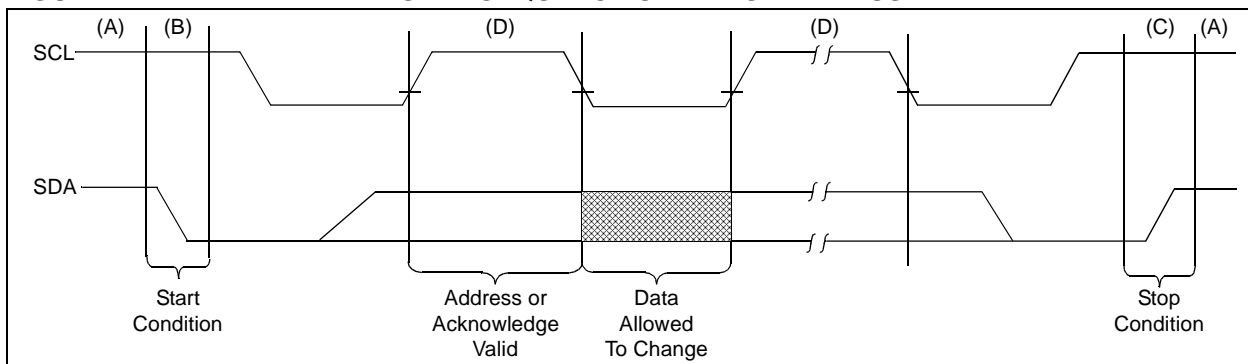 (A) (B) (D) (D) (C) (A)
SCL
SDA
Start
Condition
Address or
Acknowledge
Valid
Data
Allowed
To Change
Stop
Condition